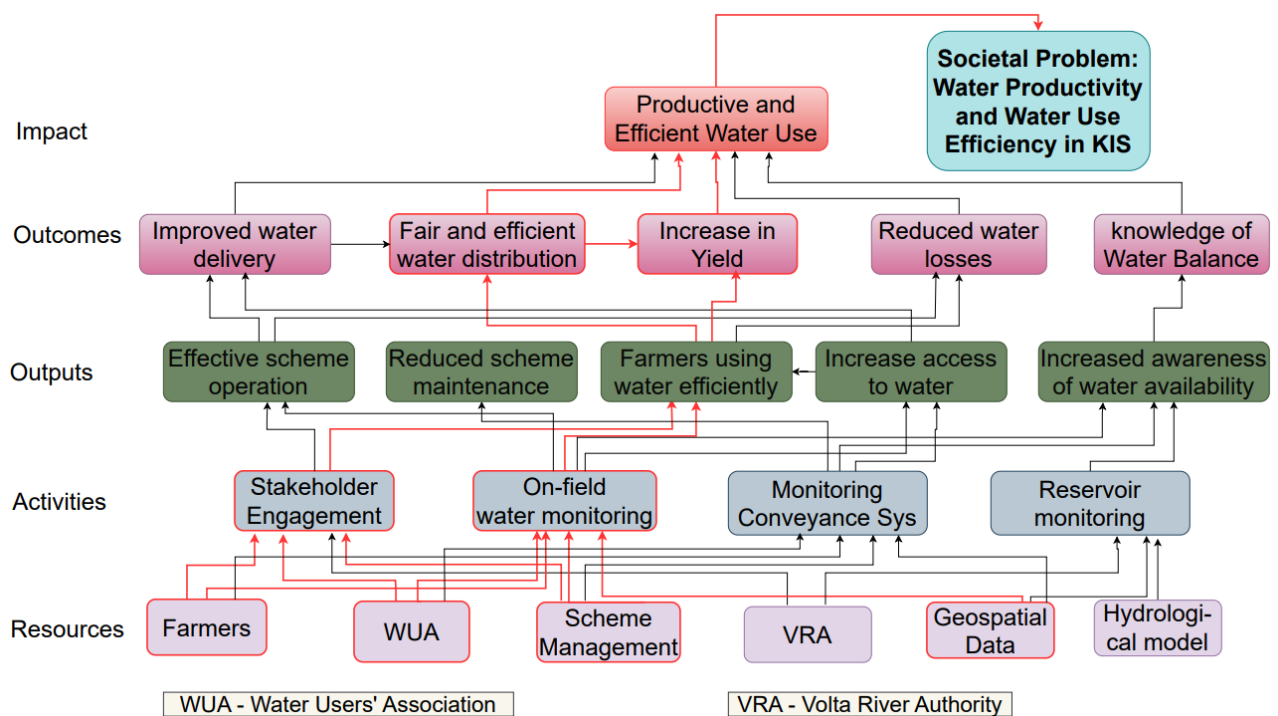 Societal Problem:
Water Productivity
and Water Use
Efficiency in KIS
Impact
Productive and
Efficient Water Use
Outcomes
Improved water
delivery
Fair and efficient
water distribution
Increase in
Yield
Reduced water
losses
knowledge of
Water Balance
Outputs
Effective scheme
operation
Reduced scheme
maintenance
Farmers using
water efficiently
Increase access
to water
Increased awareness
of water availability
Activities
Stakeholder
Engagement
On-field
water monitoring
Monitoring
Conveyance Sys
Reservoir
monitoring
Resources
Farmers
WUA
Scheme
Management
VRA
Geospatial
Data
Hydrologi-
cal model
WUA - Water Users' Association
VRA - Volta River Authority